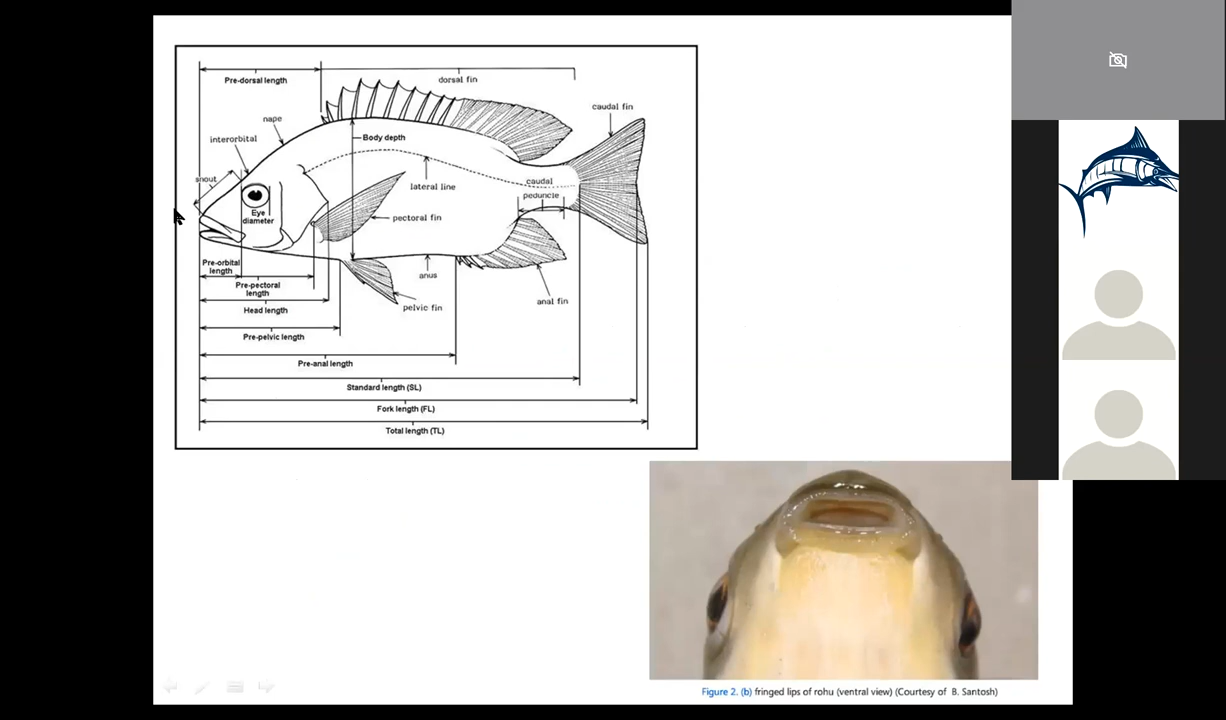 Pre-dorsal length
dorsal fin
caudal fin
nape
interorbital
Body depth
snout
lateral line
caudal
peduncle
Eye
diameter
pectoral fin
Pre-orbital
length
anus
Pre-pectoral
length
anal fin
Head length
pelvic fin
Pre-pelvic length
Pre-anal length
Standard length (SL)
Fork length (FL)
Total length (TL)
Figure 2. (b) fringed lips of rohu (ventral view) (Courtesy of B. Santosh)